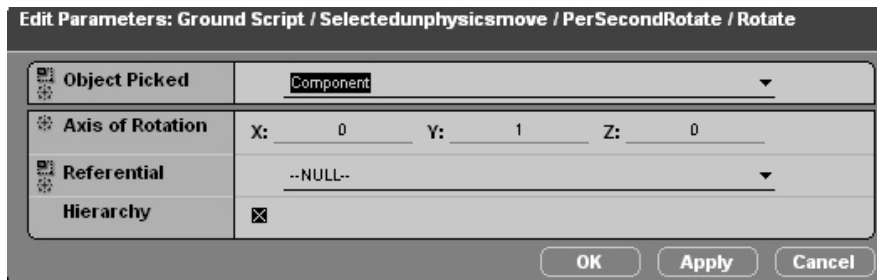 Edit Parameters: Ground Script / Selectedunphysicsmove / PerSecondRotate / Rotate
Object Picked Component
Axis of Rotation X: 0 Y: 1 Z: 0
Referential --NULL--
Hierarchy
OK Apply Cancel